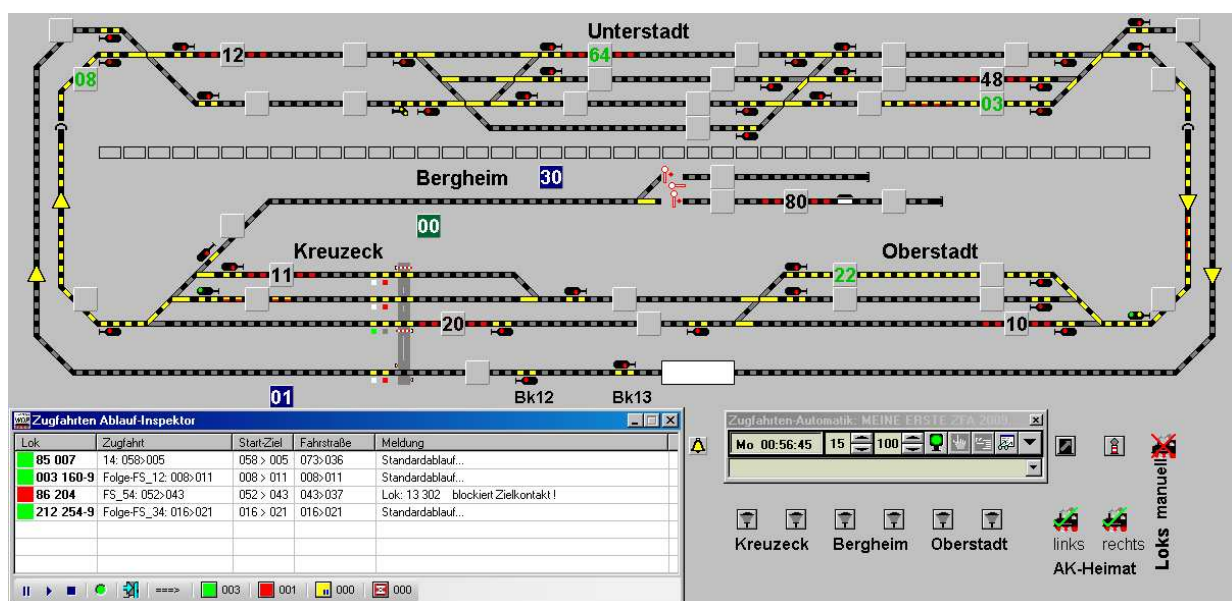 Unterstadt
12
64
08
48
03
Bergheim
30
80
00
Kreuzeck
Oberstadt
11
22
20
10
01
Bk12
Bk13
Zugfahrten Ablauf-Inspektor
Lok Zugfahrt Start-Ziel Fahrstraße Meldung
85 007 14: 058>005 058 > 005 073>036 Standardablauf...
003 160-9 Folge-FS_12: 008>011 008 > 011 008>011 Standardablauf...
86 204 FS_54: 052>043 052 > 043 043>037 Lok: 13 302 blockiert Zielkontakt !
212 254-9 Folge-FS_34: 016>021 016 > 021 016>021 Standardablauf...
===> 003 001 000 000
Zugfahrten-Automatik: MEINE ERSTE ZFA 2009
Mo 00:56:45 15 100
Kreuzeck Bergheim Oberstadt
links rechts
AK-Heimat
Loks manuell